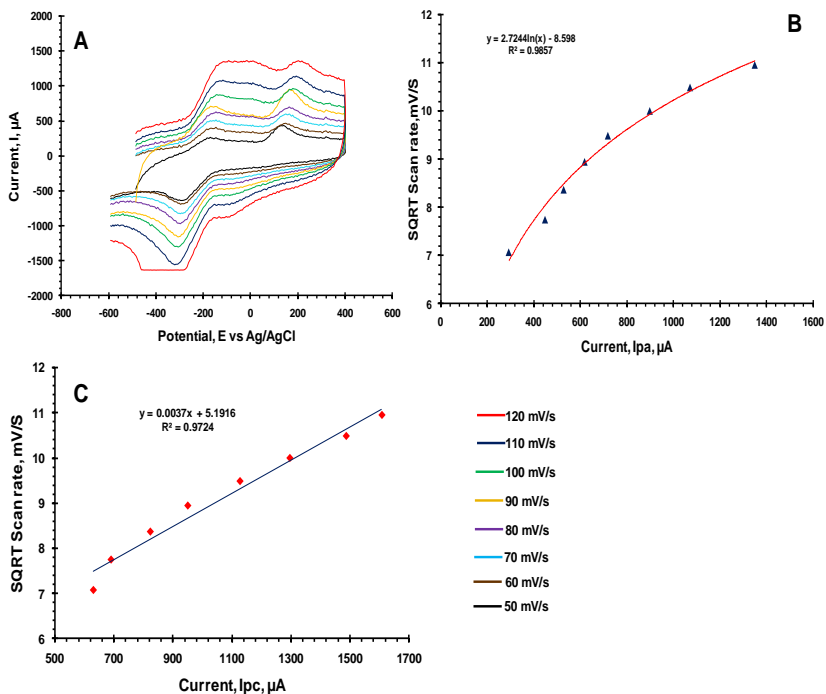 A
2000
1500
1000
500
0
-500
-1000
-1500
-2000
-800
-600
-400
-200
0
200
400
600
Current, I, µA
Potential, E vs Ag/AgCl
B
y = 2.7244ln(x) - 8.598
R² = 0.9857
12
11
10
9
8
7
6
0
200
400
600
800
1000
1200
1400
1600
SQRT Scan rate,mV/S
Current, Ipa,µA
C
y = 0.0037x + 5.1916
R² = 0.9724
12
11
10
9
8
7
6
500
700
900
1100
1300
1500
1700
SQRT Scan rate,mV/S
Current, Ipc, µA
120 mV/s
110 mV/s
100 mV/s
90 mV/s
80 mV/s
70 mV/s
60 mV/s
50 mV/s